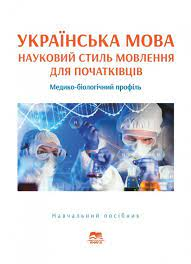 УКРАЇНСЬКА МОВА
НАУКОВИЙ СТИЛЬ МОВЛЕННЯ
ДЛЯ ПОЧАТКІВЦІВ
Медико-біологічний профіль
Навчальний посібник